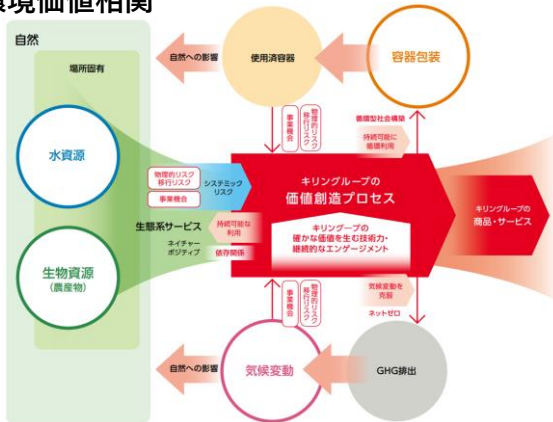 環境価値相関
自然
場所固有
水資源
生物資源
(農産物)
自然への影響
使用済容器
容器包装
事業機会
物理的リスク
移行リスク
循環型社会構築
持続可能に
循環利用
物理的リスク
移行リスク
事業機会
システミック
リスク
生態系サービス
持続可能な
利用
ネイチャー
ポジティブ
依存関係
キリングループの
価値創造プロセス
キリングループの
確かな価値を生む技術力・
継続的なエンゲージメント
キリングループの
商品・サービス
事業機会
物理的リスク
移行リスク
気候変動を
克服
ネットゼロ
自然への影響
気候変動
GHG排出